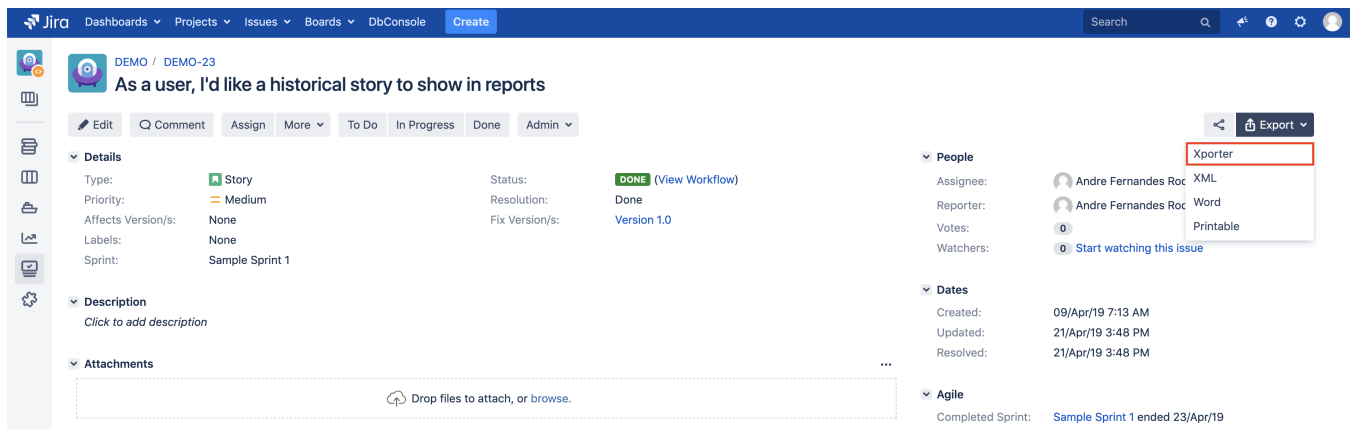 Jira Dashboards Projects Issues Boards DbConsole Create Search
DEMO / DEMO-23
As a user, I'd like a historical story to show in reports
Edit Comment Assign More To Do In Progress Done Admin Export
Xporter
XML
Word
Printable
Details
Type: Story
Priority: Medium
Affects Version/s: None
Labels: None
Sprint: Sample Sprint 1
Status: DONE (View Workflow)
Resolution: Done
Fix Version/s: Version 1.0
Description
Click to add description
Attachments
Drop files to attach, or browse.
People
Assignee: Andre Fernandes
Reporter: Andre Fernandes
Votes: 0
Watchers: 0 Start watching this issue
Dates
Created: 09/Apr/19 7:13 AM
Updated: 21/Apr/19 3:48 PM
Resolved: 21/Apr/19 3:48 PM
Agile
Completed Sprint: Sample Sprint 1 ended 23/Apr/19